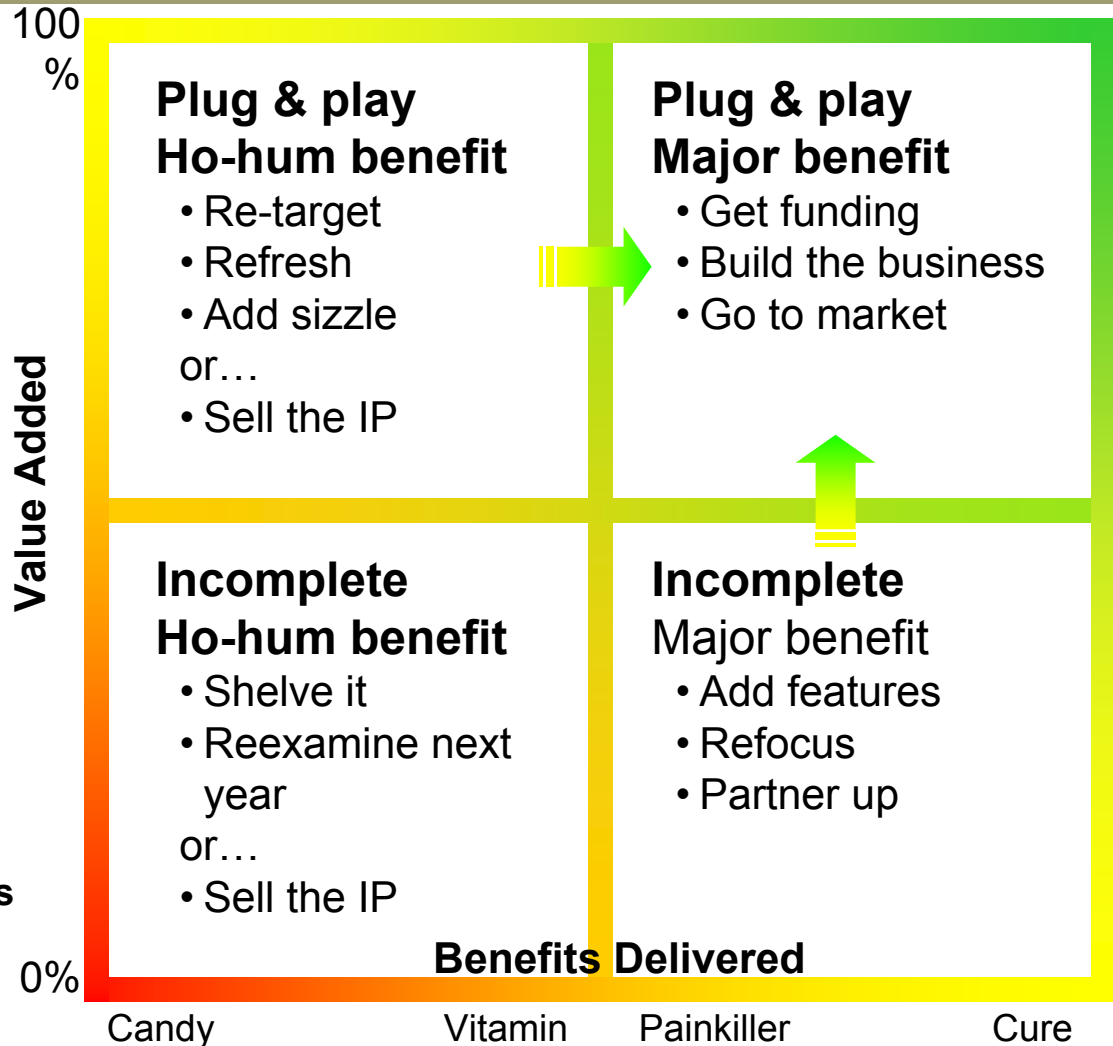 100
%
Plug & play
Ho-hum benefit
• Re-target
• Refresh
• Add sizzle
or…
• Sell the IP
Plug & play
Major benefit
• Get funding
• Build the business
• Go to market
Value Added
Incomplete
Ho-hum benefit
• Shelve it
• Reexamine next
year
or…
• Sell the IP
Incomplete
Major benefit
• Add features
• Refocus
• Partner up
s
0%
Benefits Delivered
Candy
Vitamin
Painkiller
Cure